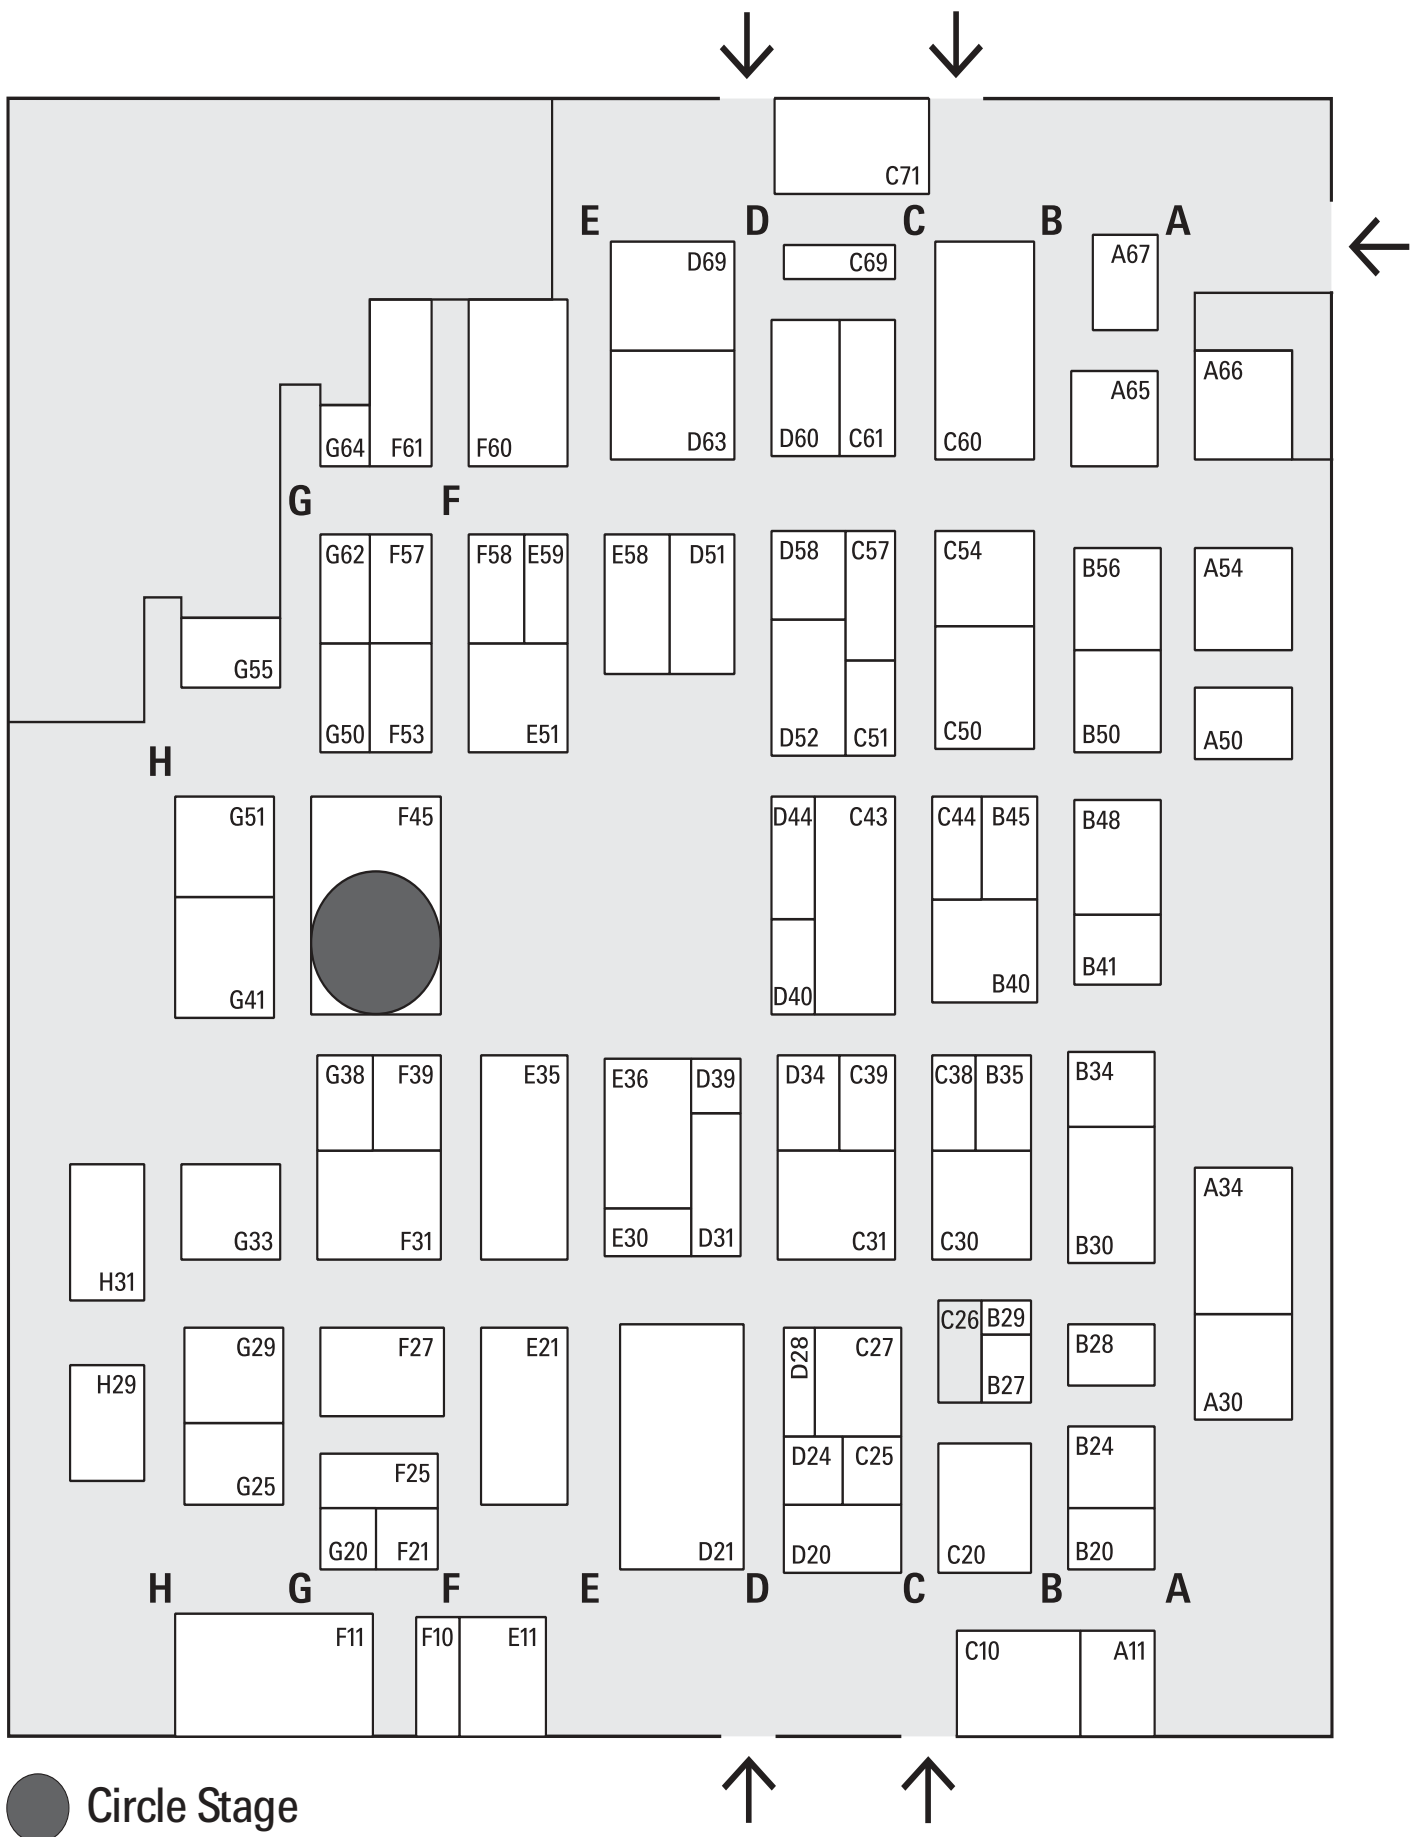 C71
E D C B A
D69 C69 A67
A66
A65
G64 F61 F60 D63 D60 C61 C60
G F
G62 F57 F58 E59 E58 D51 D58 C57 C54 B56 A54
G55
G50 F53 E51 D52 C51 C50 B50 A50
H
G51 F45 D44 C43 C44 B45 B48
B41
G41 D40 B40
G38 F39 E35 E36 D39 D34 C39 C38 B35 B34
A34
G33 F31 E30 D31 C31 C30 B30
H31
C26 B29
G29 F27 E21 D28 C27 B28
H29 B27
A30
B24
D24 C25
F25
G25
G20 F21 D21 D20 C20 B20
H G F E D C B A
F11 F10 E11 C10 A11
Circle Stage